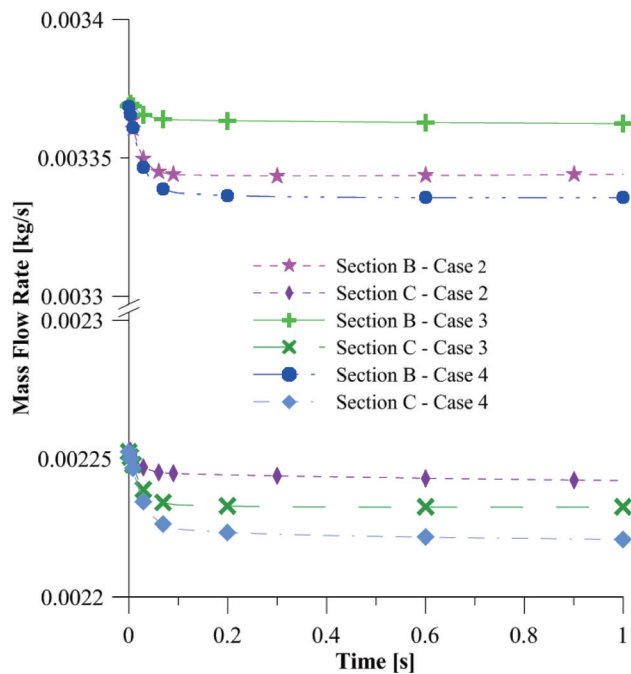 0.0034
0.00335
0.0033
0.0023
0.00225
0.0022
Mass Flow Rate [kg/s]
Section B - Case 2
Section C - Case 2
Section B - Case 3
Section C - Case 3
Section B - Case 4
Section C - Case 4
0 0.2 0.4 0.6 0.8 1
Time [s]